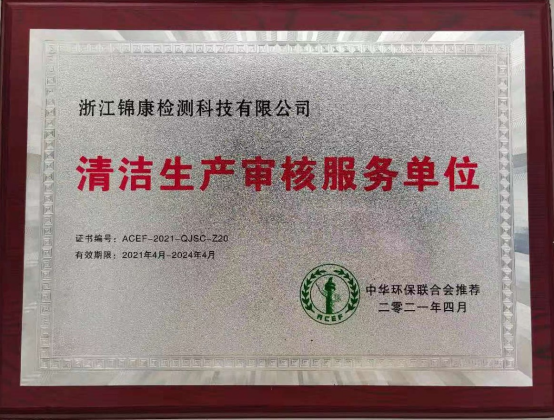 浙江锦康检测科技有限公司
清洁生产审核服务单位
证书编号：ACEF-2021-QJSC-Z20
有效期限：2021年4月-2024年4月
ACEF
中华环保联合会推荐
二零二一年四月